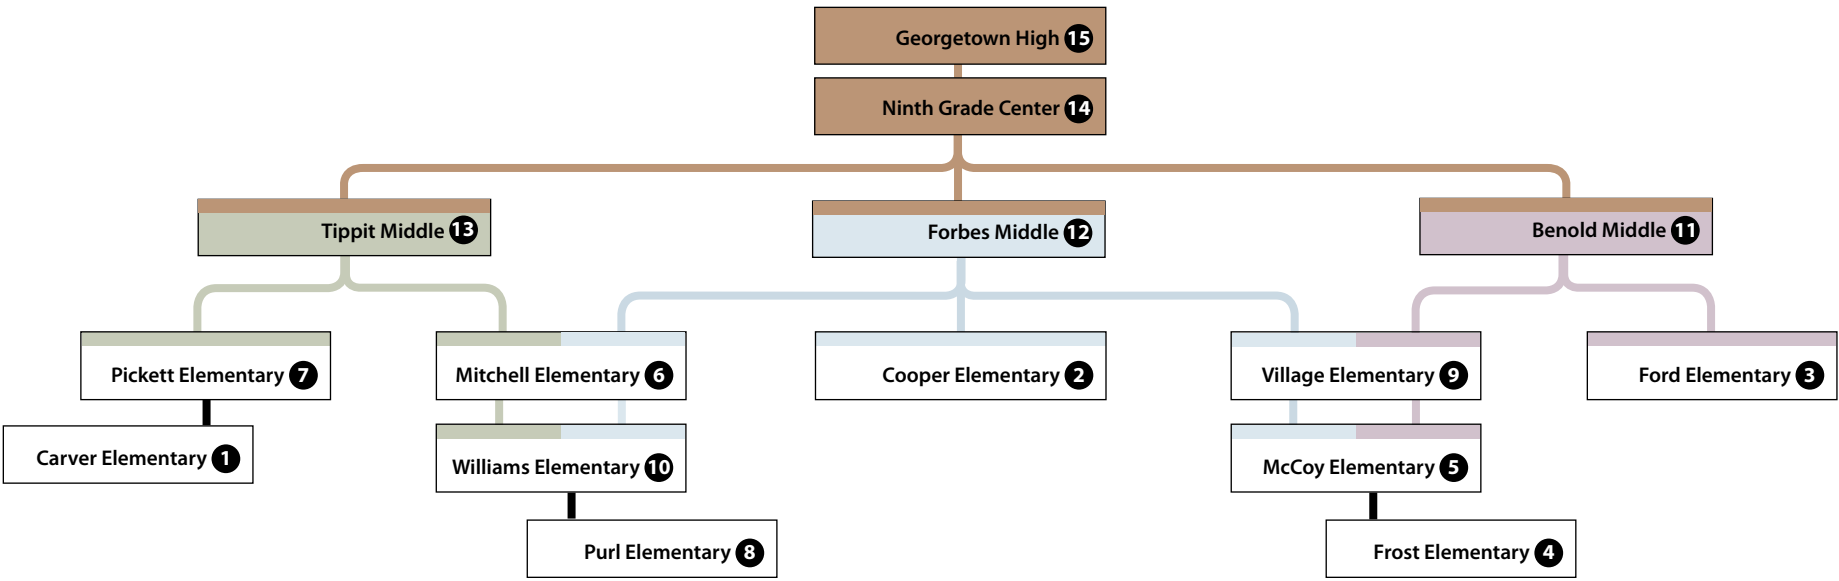 Georgetown High 15
Ninth Grade Center 14
Tippit Middle 13
Forbes Middle 12
Benold Middle 11
Pickett Elementary 7
Mitchell Elementary 6
Cooper Elementary 2
Village Elementary 9
Ford Elementary 3
Carver Elementary 1
Williams Elementary 10
McCoy Elementary 5
Purl Elementary 8
Frost Elementary 4